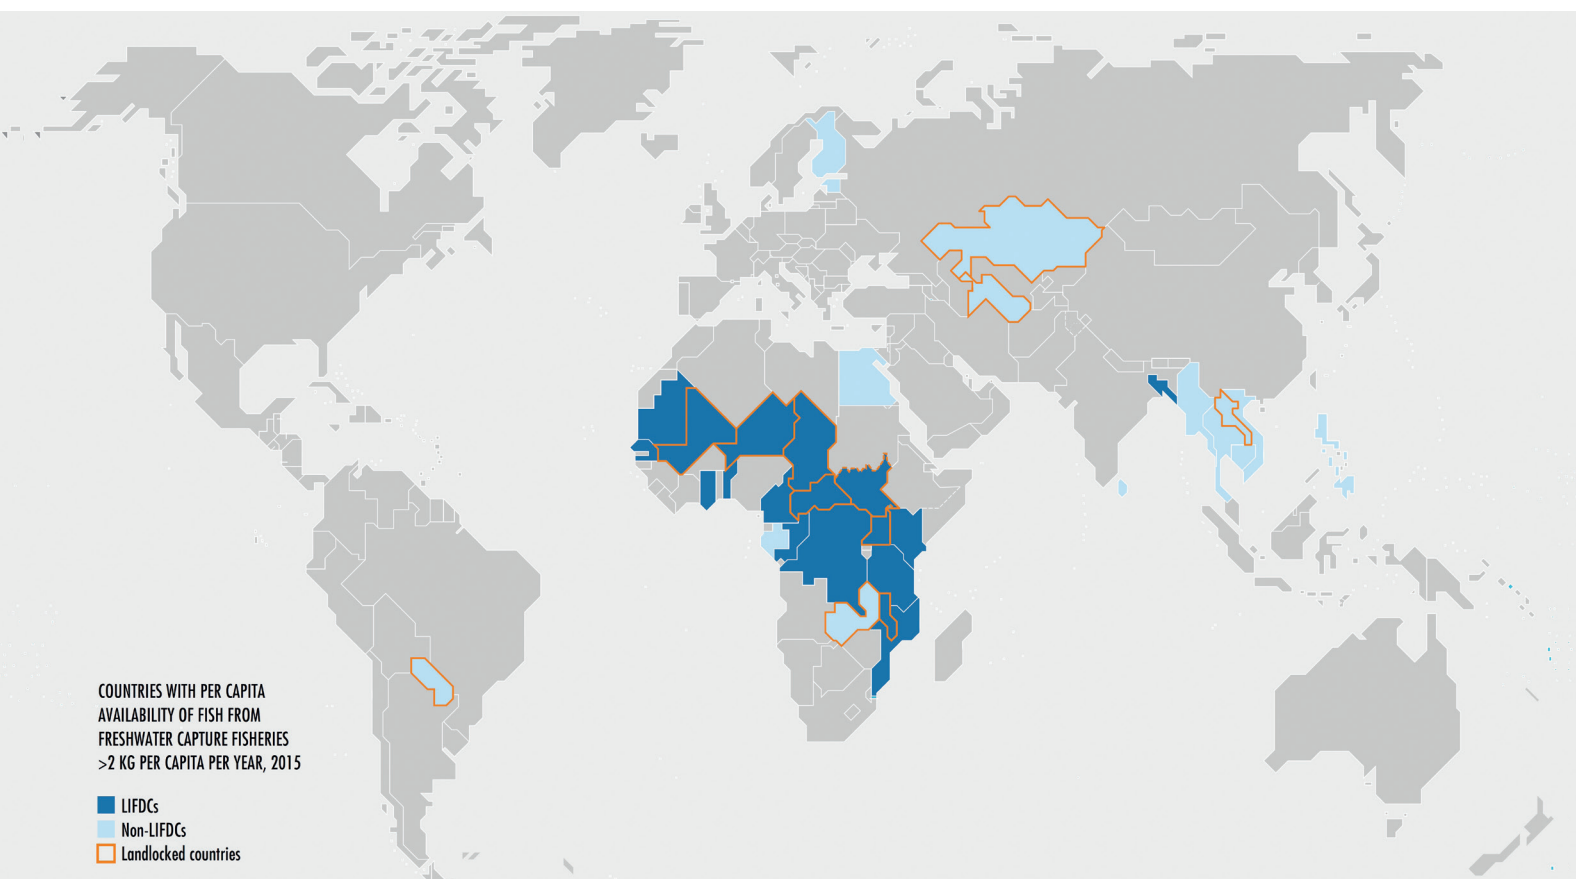 COUNTRIES WITH PER CAPITA
AVAILABILITY OF FISH FROM
FRESHWATER CAPTURE FISHERIES
>2 KG PER CAPITA PER YEAR, 2015
LIFDCs
Non-LIFDCs
Landlocked countries